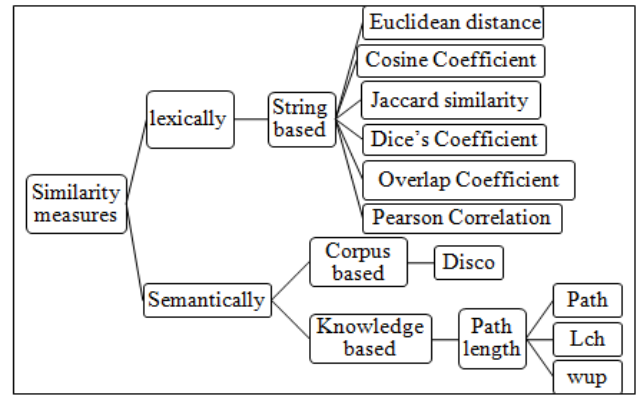 Euclidean distance
Cosine Coefficient
Jaccard similarity
Dice's Coefficient
Overlap Coefficient
Pearson Correlation
lexically
String
based
Similarity
measures
Semantically
Corpus
based
Disco
Knowledge
based
Path
length
Path
Lch
wup